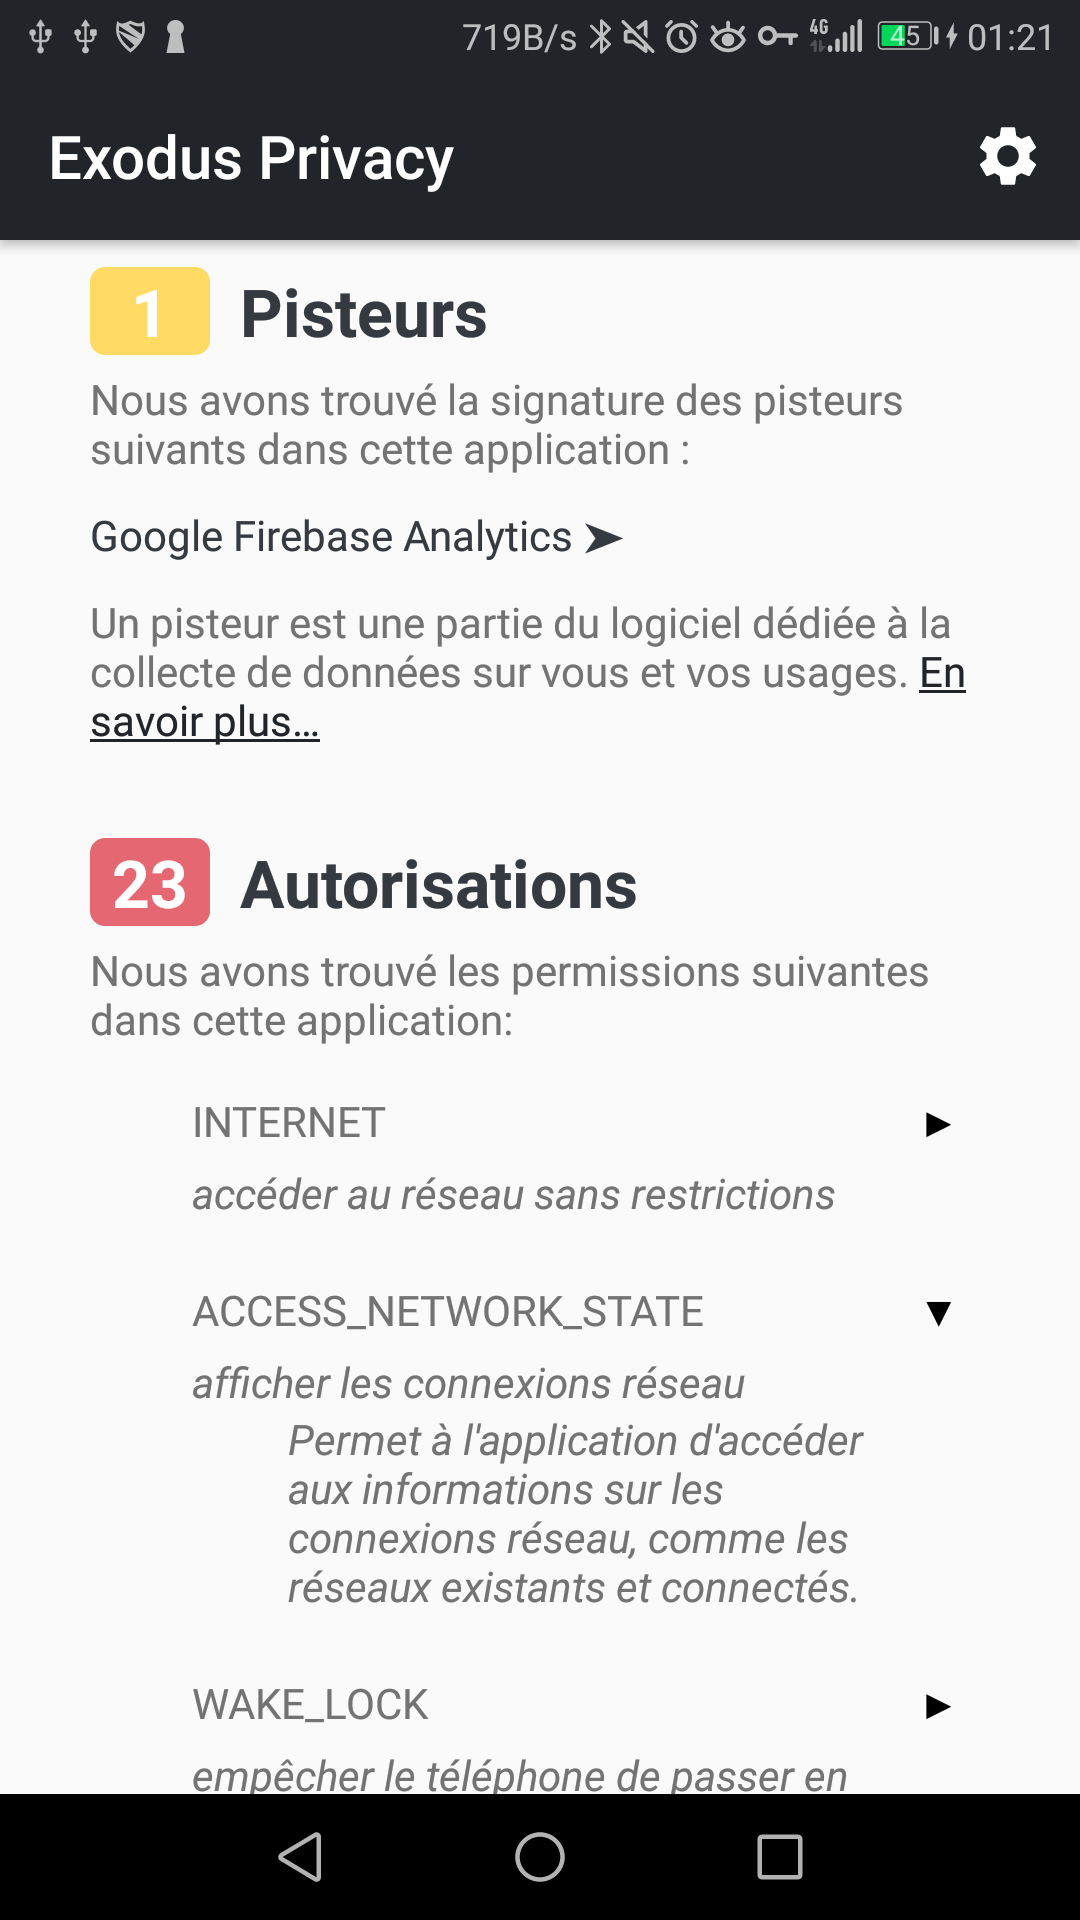 719B/s 4G 45 01:21
Exodus Privacy
1 Pisteurs
Nous avons trouvé la signature des pisteurs
suivants dans cette application :
Google Firebase Analytics ➤
Un pisteur est une partie du logiciel dédiée à la
collecte de données sur vous et vos usages. En
savoir plus...
23 Autorisations
Nous avons trouvé les permissions suivantes
dans cette application:
INTERNET ▶
accéder au réseau sans restrictions
ACCESS_NETWORK_STATE ▼
afficher les connexions réseau
Permet à l'application d'accéder
aux informations sur les
connexions réseau, comme les
réseaux existants et connectés.
WAKE_LOCK ▶
empêcher le téléphone de passer en